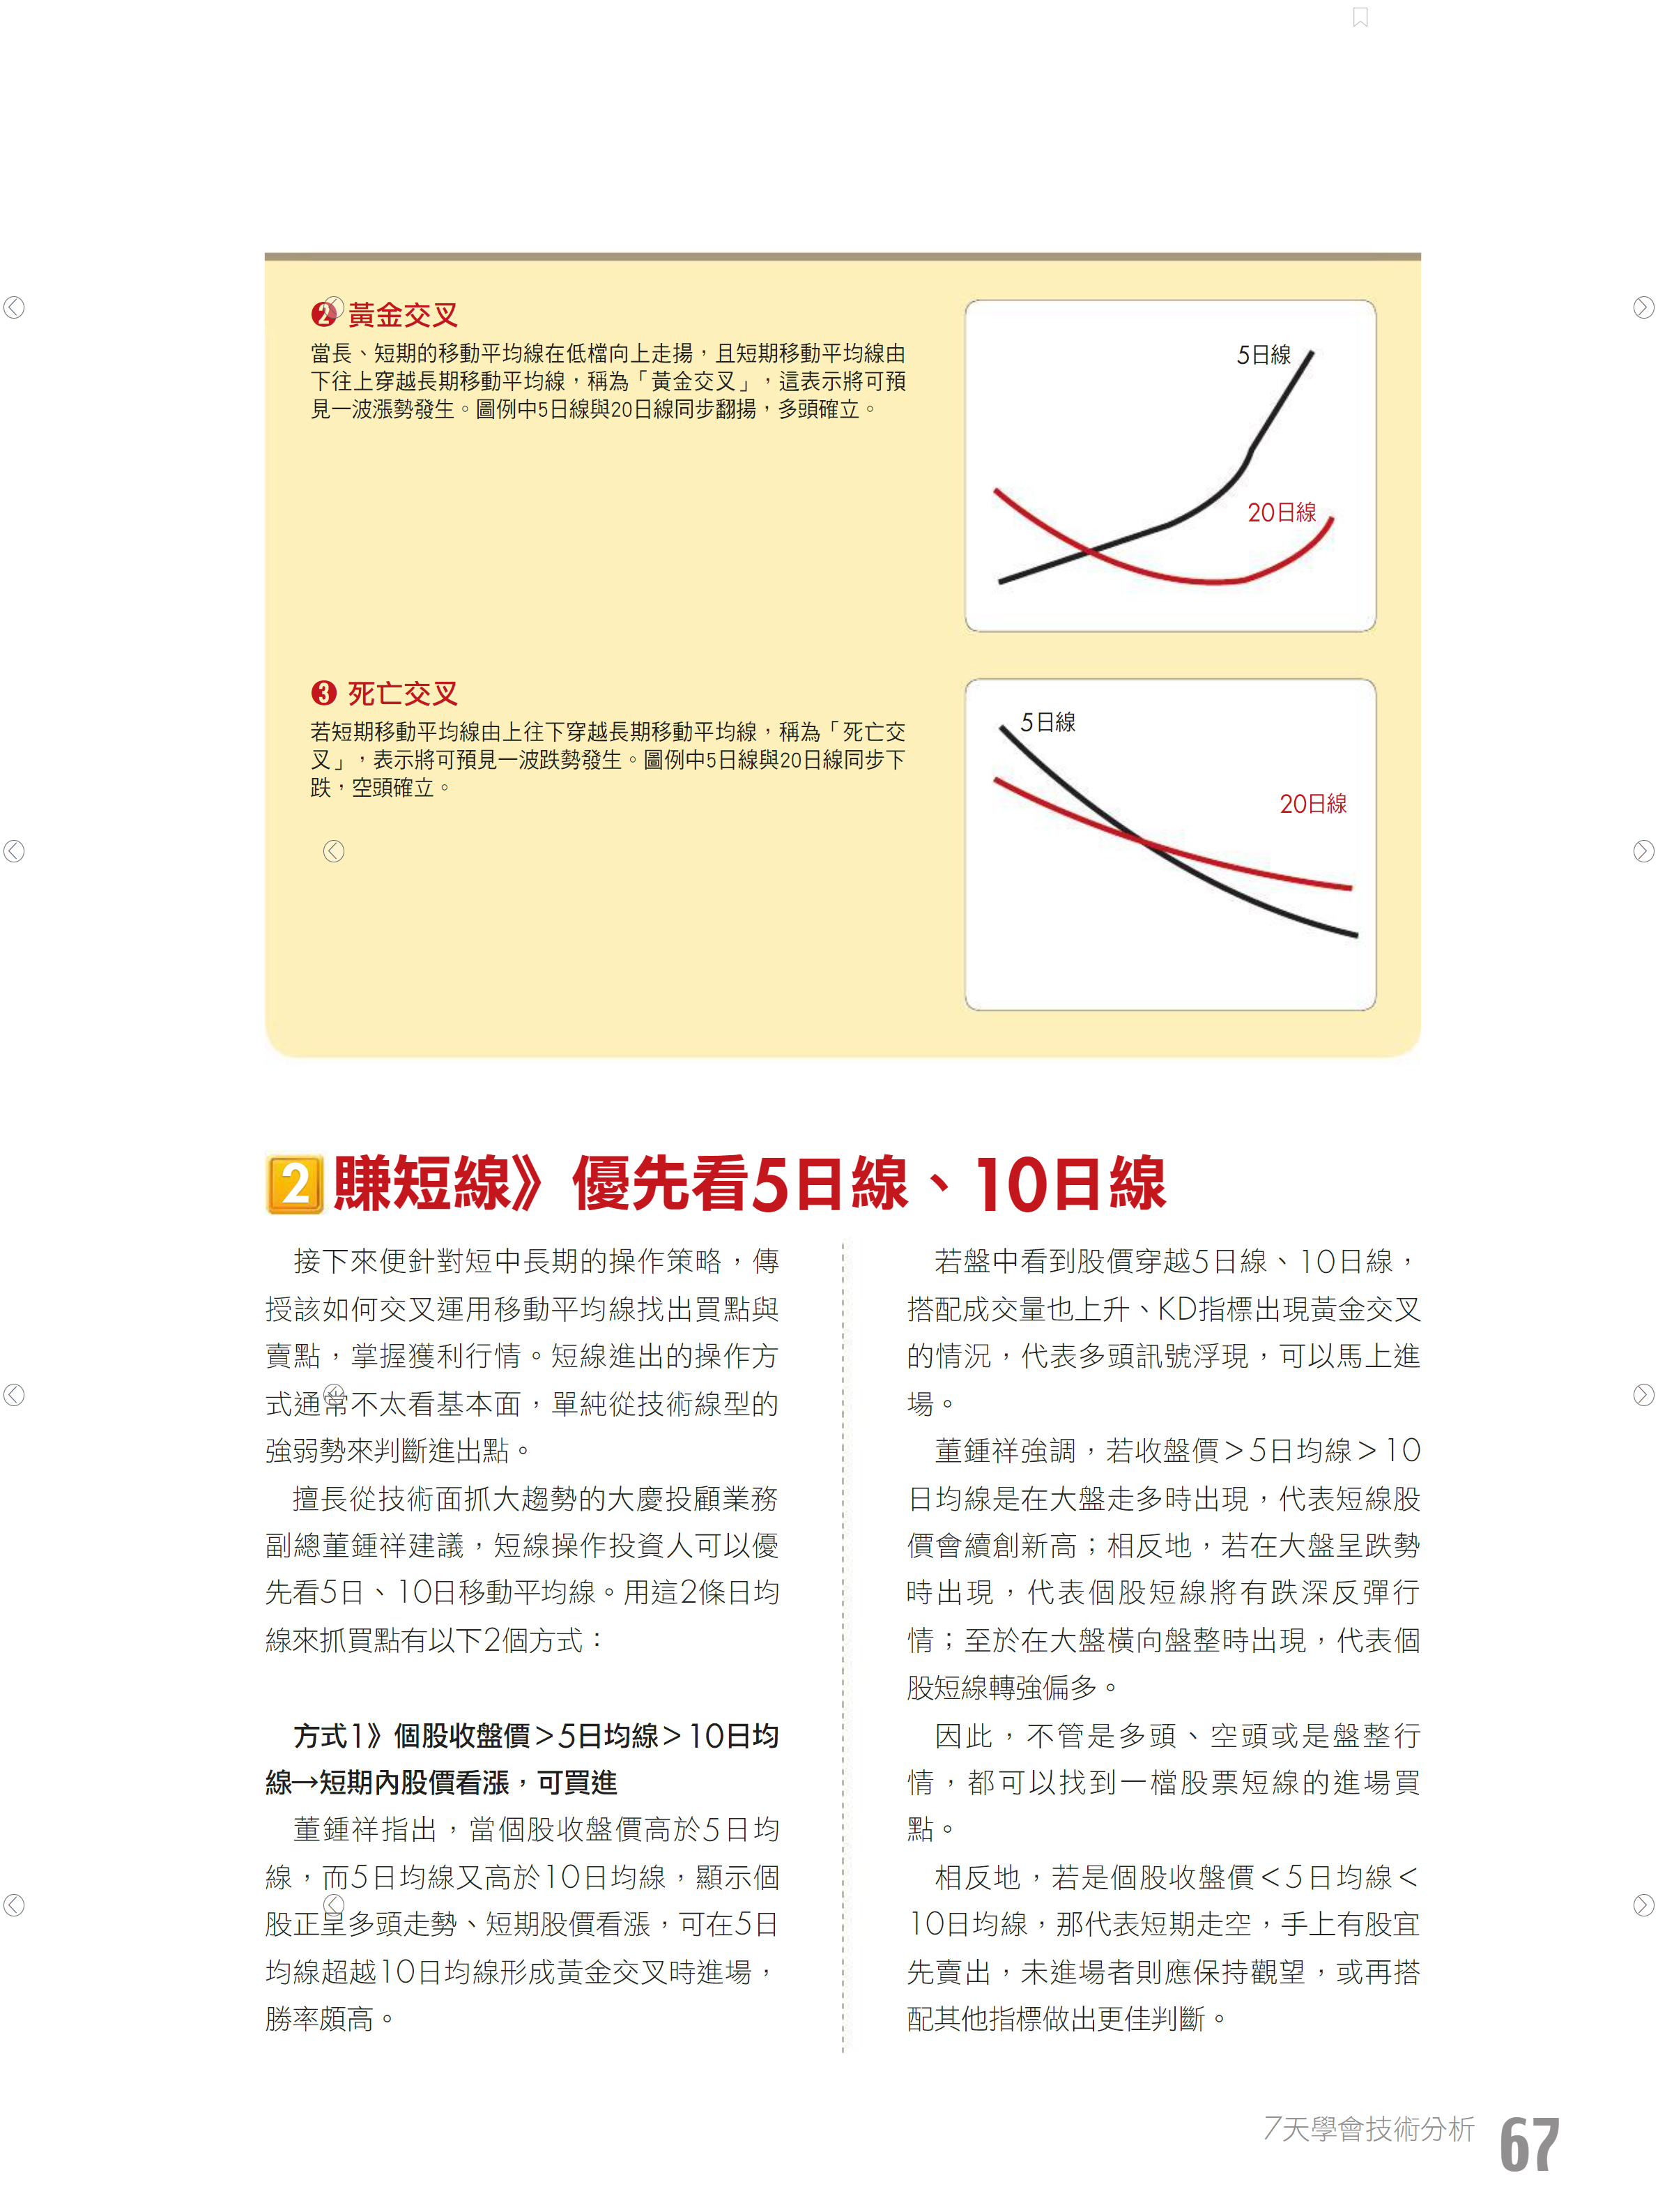 ❷ 黃金交叉
當長、短期的移動平均線在低檔向上走揚，且短期移動平均線由
下往上穿越長期移動平均線，稱為「黃金交叉」，這表示將可預
見一波漲勢發生。圖例中5日線與20日線同步翻揚，多頭確立。
5日線
20日線
❸ 死亡交叉
若短期移動平均線由上往下穿越長期移動平均線，稱為「死亡交
叉」，表示將可預見一波跌勢發生。圖例中5日線與20日線同步下
跌，空頭確立。
5日線
20日線
2 賺短線》優先看5日線、10日線
接下來便針對短中長期的操作策略，傳
授該如何交叉運用移動平均線找出買點與
賣點，掌握獲利行情。短線進出的操作方
式通常不太看基本面，單純從技術線型的
強弱勢來判斷進出點。
擅長從技術面抓大趨勢的大慶投顧業務
副總董鍾祥建議，短線操作投資人可以優
先看5日、10日移動平均線。用這2條日均
線來抓買點有以下2個方式：
方式1》個股收盤價＞5日均線＞10日均
線→短期內股價看漲，可買進
董鍾祥指出，當個股收盤價高於5日均
線，而5日均線又高於10日均線，顯示個
股正呈多頭走勢、短期股價看漲，可在5日
均線超越10日均線形成黃金交叉時進場，
勝率頗高。
若盤中看到股價穿越5日線、10日線，
搭配成交量也上升、KD指標出現黃金交叉
的情況，代表多頭訊號浮現，可以馬上進
場。
董鍾祥強調，若收盤價＞5日均線＞10
日均線是在大盤走多時出現，代表短線股
價會續創新高；相反地，若在大盤呈跌勢
時出現，代表個股短線將有跌深反彈行
情；至於在大盤橫向盤整時出現，代表個
股短線轉強偏多。
因此，不管是多頭、空頭或是盤整行
情，都可以找到一檔股票短線的進場買
點。
相反地，若是個股收盤價＜5日均線＜
10日均線，那代表短期走空，手上有股宜
先賣出，未進場者則應保持觀望，或再搭
配其他指標做出更佳判斷。
7天學會技術分析 67